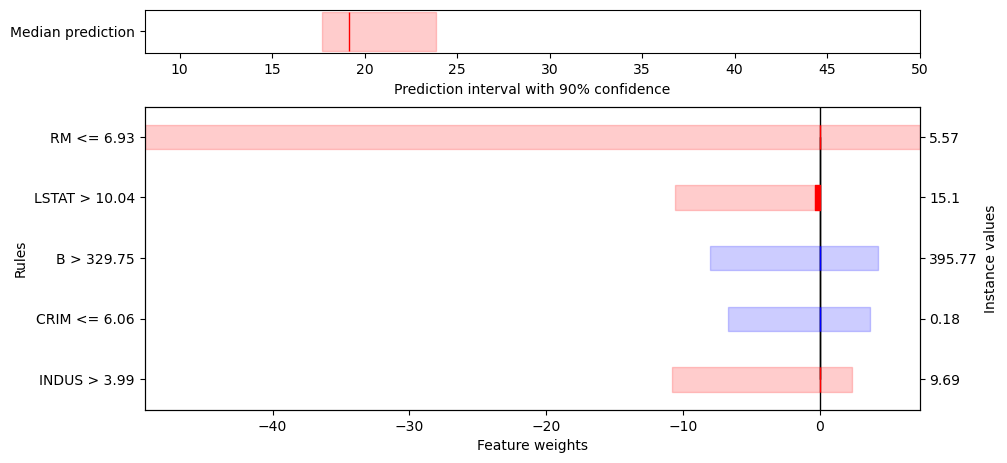 Median prediction
10 15 20 25 30 35 40 45 50
Prediction interval with 90% confidence
RM <= 6.93 5.57
LSTAT > 10.04 15.1
B > 329.75 395.77
CRIM <= 6.06 0.18
INDUS > 3.99 9.69
Rules
Instance values
−40 −30 −20 −10 0
Feature weights